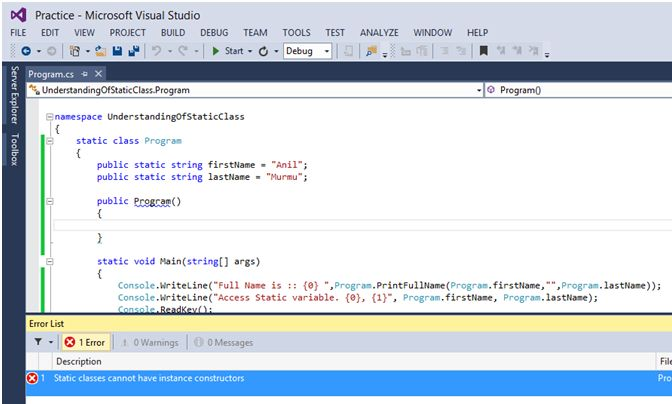 Practice - Microsoft Visual Studio
FILE EDIT VIEW PROJECT BUILD DEBUG TEAM TOOLS TEST ANALYZE WINDOW HELP
Start Debug
Server Explorer
Toolbox
Program.cs
UnderstandingOfStaticClass.Program Program()
namespace UnderstandingOfStaticClass
{
static class Program
{
public static string firstName = "Anil";
public static string lastName = "Murmu";
public Program()
{
}
static void Main(string[] args)
{
Console.WriteLine("Full Name is :: {0} ",Program.PrintFullName(Program.firstName,"",Program.lastName));
Console.WriteLine("Access Static variable. {0}, {1}", Program.firstName, Program.lastName);
Console.ReadKey();
Error List
1 Error 0 Warnings 0 Messages
Description File
1 Static classes cannot have instance constructors Pro